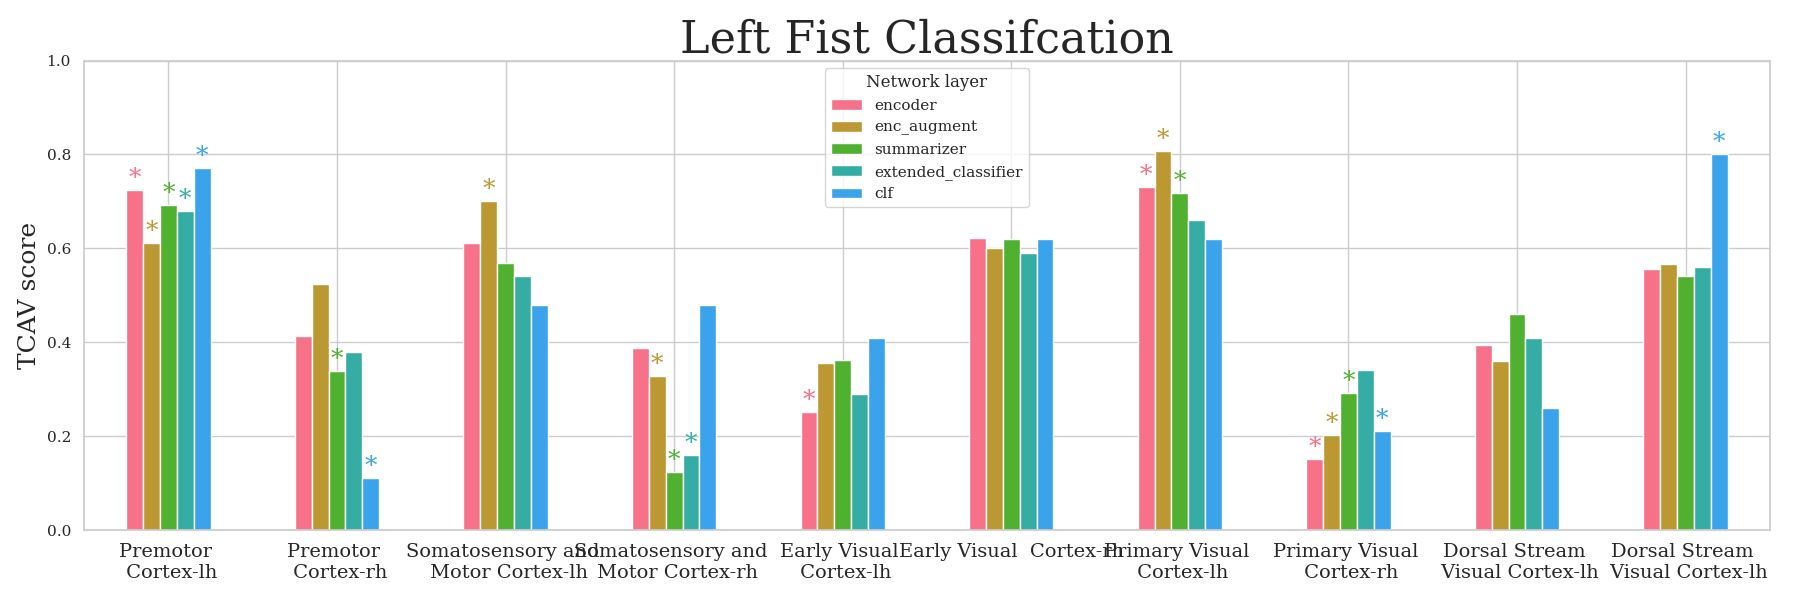 Left Fist Classifcation
Network layer
encoder
enc_augment
summarizer
extended_classifier
clf
TCAV score
1.0
0.8
0.6
0.4
0.2
0.0
Premotor
Cortex-lh
Premotor
Cortex-rh
Somatosensory and
Motor Cortex-lh
Somatosensory and
Motor Cortex-rh
Early Visual
Cortex-lh
Early Visual Cortex-rh
Primary Visual
Cortex-lh
Primary Visual
Cortex-rh
Dorsal Stream
Visual Cortex-lh
Dorsal Stream
Visual Cortex-lh